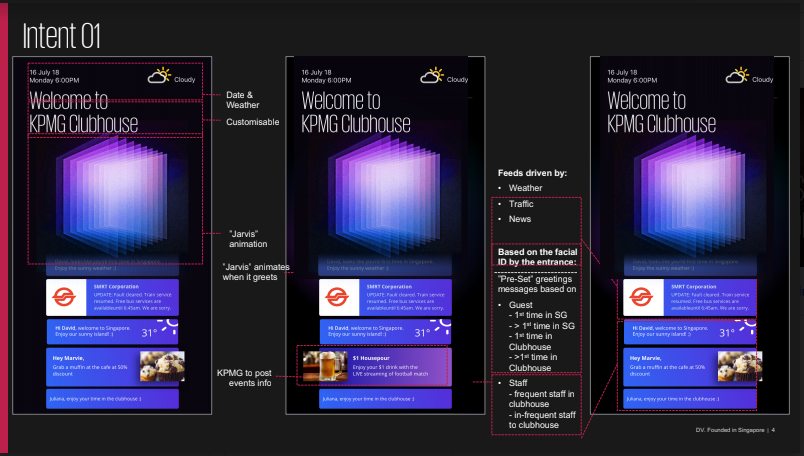 Intent 01
16 July 18
Monday 6:00PM
Cloudy
Welcome to
KPMG Clubhouse
Enjoy the sunny weather :)
SMRT Corporation
UPDATE: Fault cleared. Train service
resumed. Free bus services are
availableuntil 6:45am. We are sorry.
Hi David, welcome to Singapore.
Enjoy our sunny island! :)
31°
Hey Marvie,
Grab a muffin at the cafe at 50%
discount
Juliana, enjoy your time in the clubhouse :)
Date &
Weather
Customisable
"Jarvis"
animation
"Jarvis" animates
when it greets
KPMG to post
events info
16 July 18
Monday 6:00PM
Cloudy
Welcome to
KPMG Clubhouse
Enjoy the sunny weather :)
SMRT Corporation
UPDATE: Fault cleared. Train service
resumed. Free bus services are
availableuntil 6:45am. We are sorry.
Hi David, welcome to Singapore.
Enjoy our sunny island! :)
31°
$1 Housepour
Enjoy your $1 drink with the
LIVE streaming of football match
Juliana, enjoy your time in the clubhouse :)
Feeds driven by:
• Weather
• Traffic
• News
Based on the facial
ID by the entrance:
"Pre-Set" greetings
messages based on
• Guest
- 1st time in SG
- > 1st time in SG
- 1st time in
Clubhouse
- >1st time in
Clubhouse
• Staff
- frequent staff in
clubhouse
- in-frequent staff
to clubhouse
16 July 18
Monday 6:00PM
Cloudy
Welcome to
KPMG Clubhouse
Enjoy the sunny weather :)
SMRT Corporation
UPDATE: Fault cleared. Train service
resumed. Free bus services are
availableuntil 6:45am. We are sorry.
Hi David, welcome to Singapore.
Enjoy our sunny island! :)
31°
Hey Marvie,
Grab a muffin at the cafe at 50%
discount
Juliana, enjoy your time in the clubhouse :)
DV. Founded in Singapore | 4